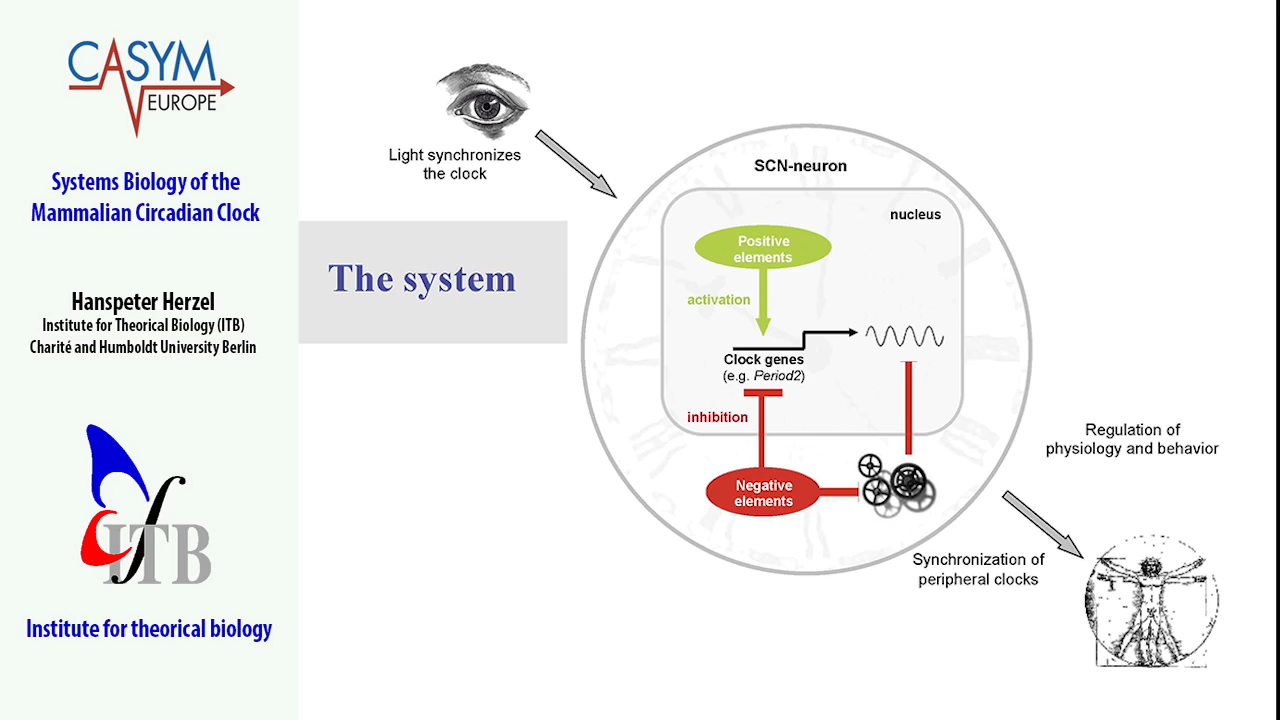 CASYM
EUROPE
Systems Biology of the
Mammalian Circadian Clock
Hanspeter Herzel
Institute for Theorical Biology (ITB)
Charité and Humboldt University Berlin
ITB
Institute for theorical biology
Light synchronizes
the clock
The system
SCN-neuron
nucleus
Positive
elements
activation
Clock genes
(e.g. Period2)
inhibition
Negative
elements
Regulation of
physiology and behavior
Synchronization of
peripheral clocks